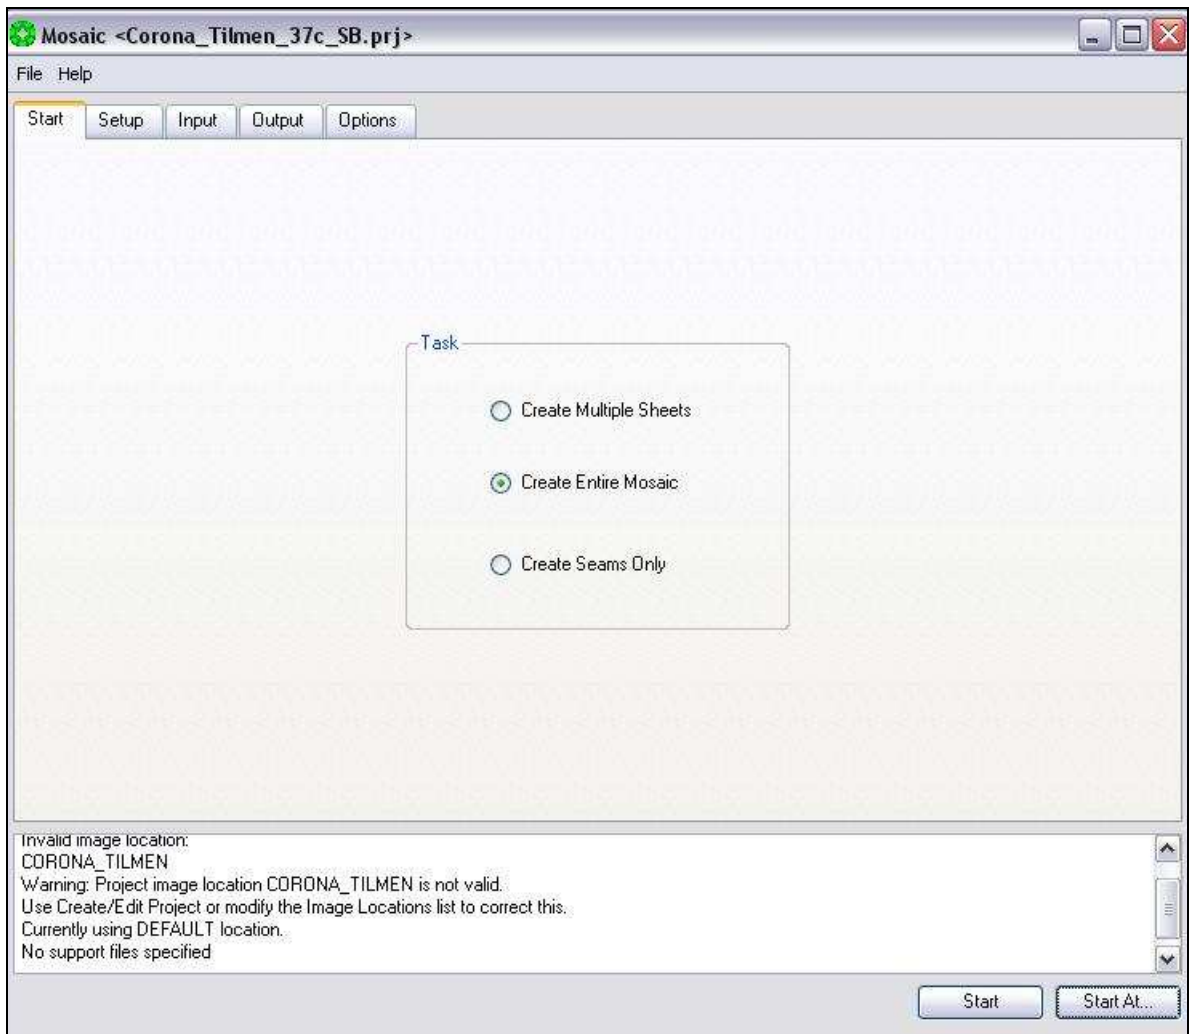 Mosaic <Corona_Tilmen_37c_SB.prj>
File Help
Start Setup Input Output Options
Task
Create Multiple Sheets
Create Entire Mosaic
Create Seams Only
Invalid image location:
CORONA_TILMEN
Warning: Project image location CORONA_TILMEN is not valid.
Use Create/Edit Project or modify the Image Locations list to correct this.
Currently using DEFAULT location.
No support files specified
Start Start At...